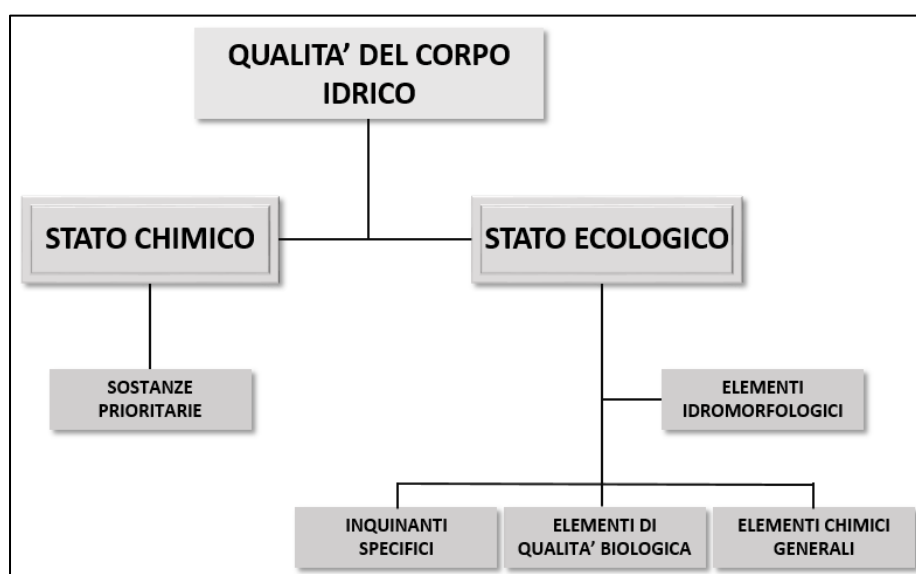 QUALITA’ DEL CORPO
IDRICO
STATO CHIMICO
STATO ECOLOGICO
SOSTANZE
PRIORITARIE
ELEMENTI
IDROMORFOLOGICI
INQUINANTI
SPECIFICI
ELEMENTI DI
QUALITA’ BIOLOGICA
ELEMENTI CHIMICI
GENERALI